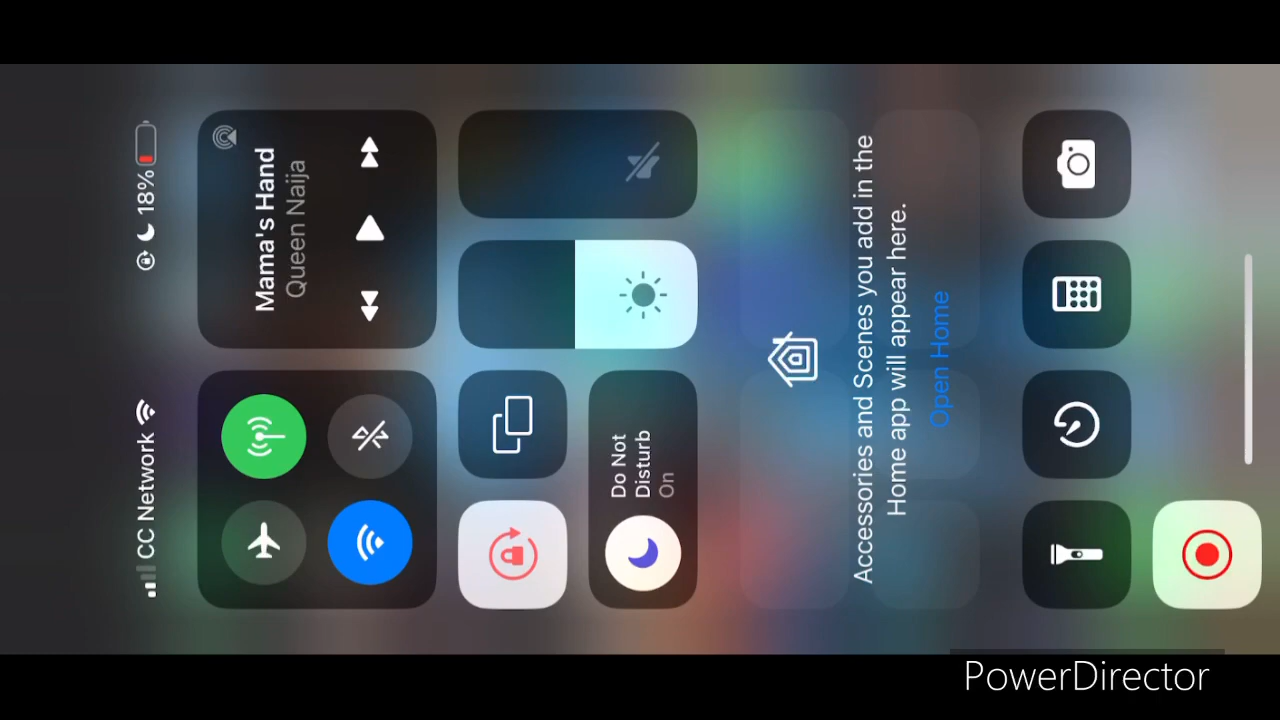 CC Network
18%
Mama's Hand
Queen Naija
Do Not
Disturb
On
Accessories and Scenes you add in the
Home app will appear here.
Open Home
PowerDirector